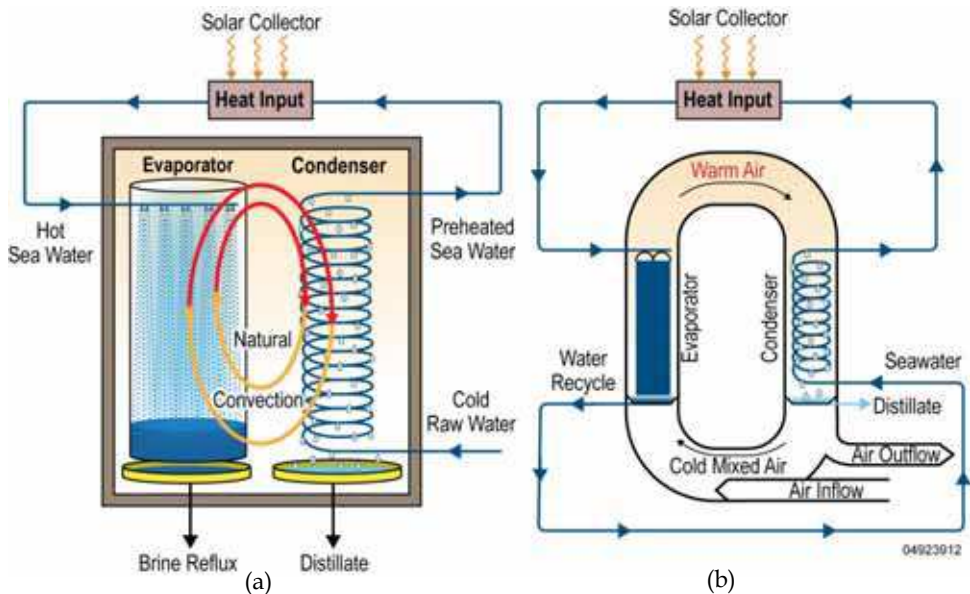 Solar Collector
Heat Input
Evaporator
Condenser
Hot
Sea Water
Preheated
Sea Water
Natural
Convection
Cold
Raw Water
Brine Reflux
Distillate
(a)
Solar Collector
Heat Input
Warm Air
Evaporator
Condenser
Water
Recycle
Seawater
Distillate
Cold Mixed Air
Air Outflow
Air Inflow
04923912
(b)